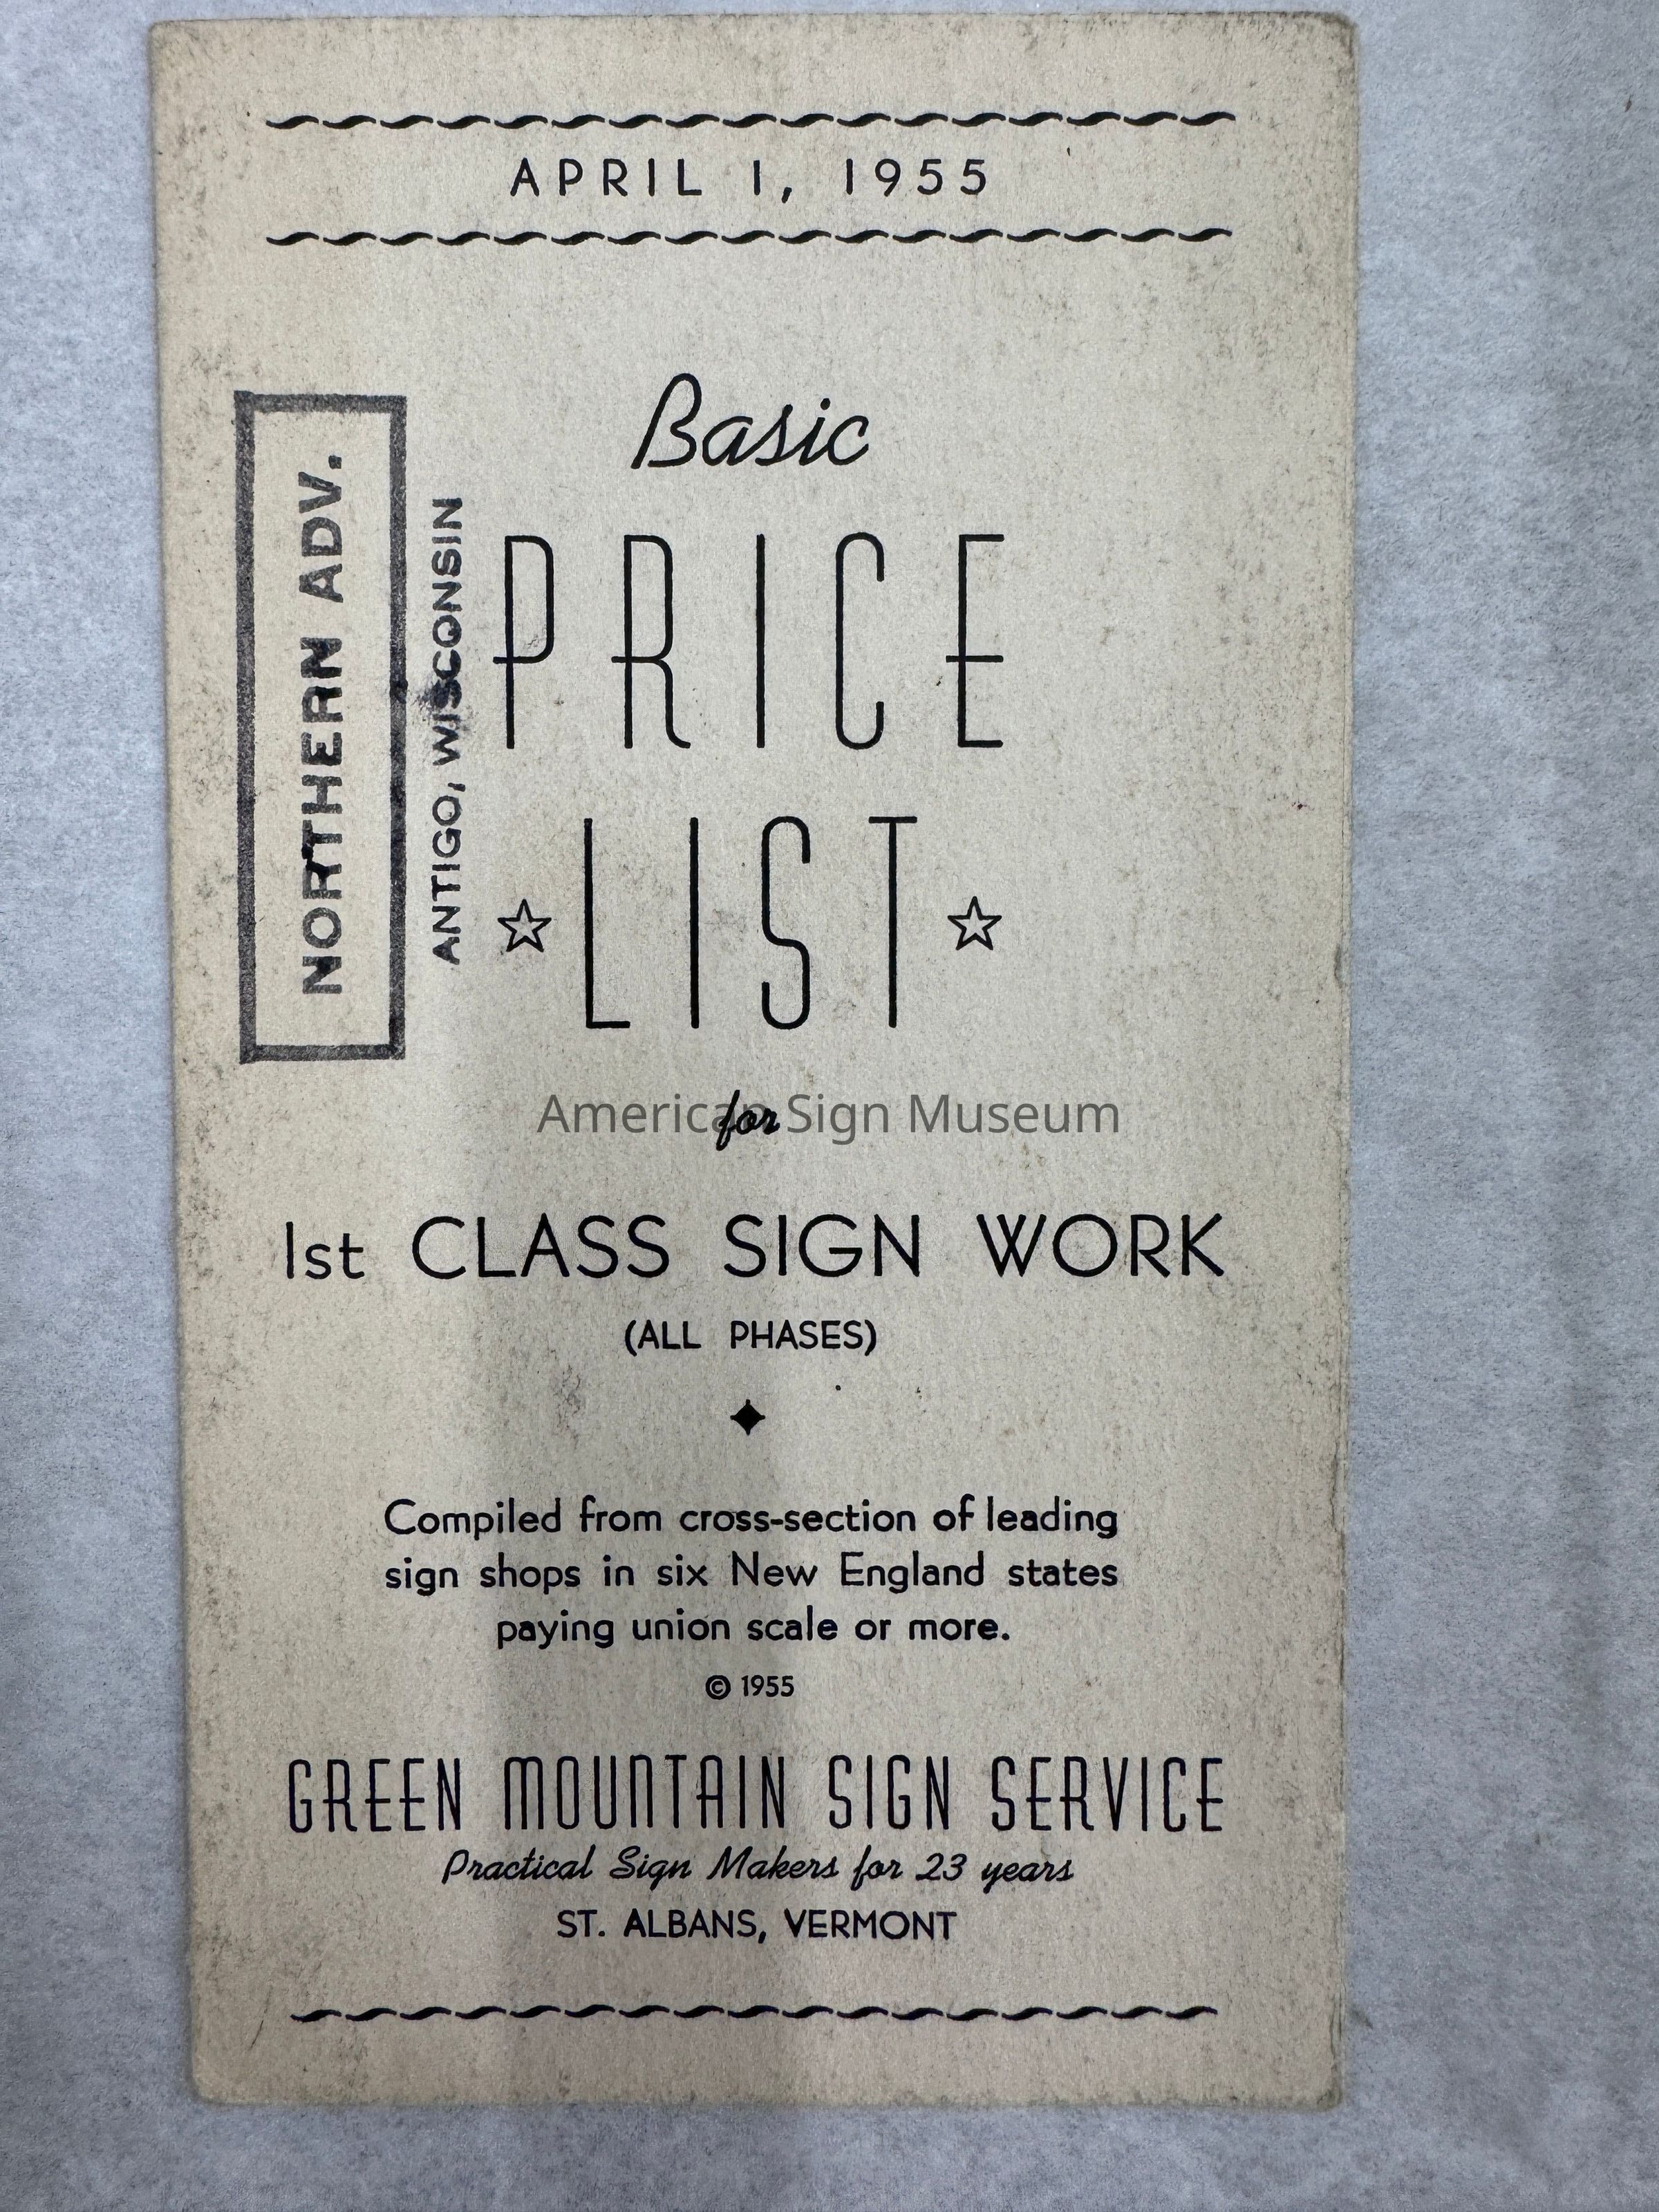 APRIL 1, 1955
NORTHERN ADV.
ANTIGO, WISCONSIN
Basic
PRICE
☆ LIST ☆
for
American Sign Museum
1st CLASS SIGN WORK
(ALL PHASES)
Compiled from cross-section of leading
sign shops in six New England states
paying union scale or more.
© 1955
GREEN MOUNTAIN SIGN SERVICE
Practical Sign Makers for 23 years
ST. ALBANS, VERMONT